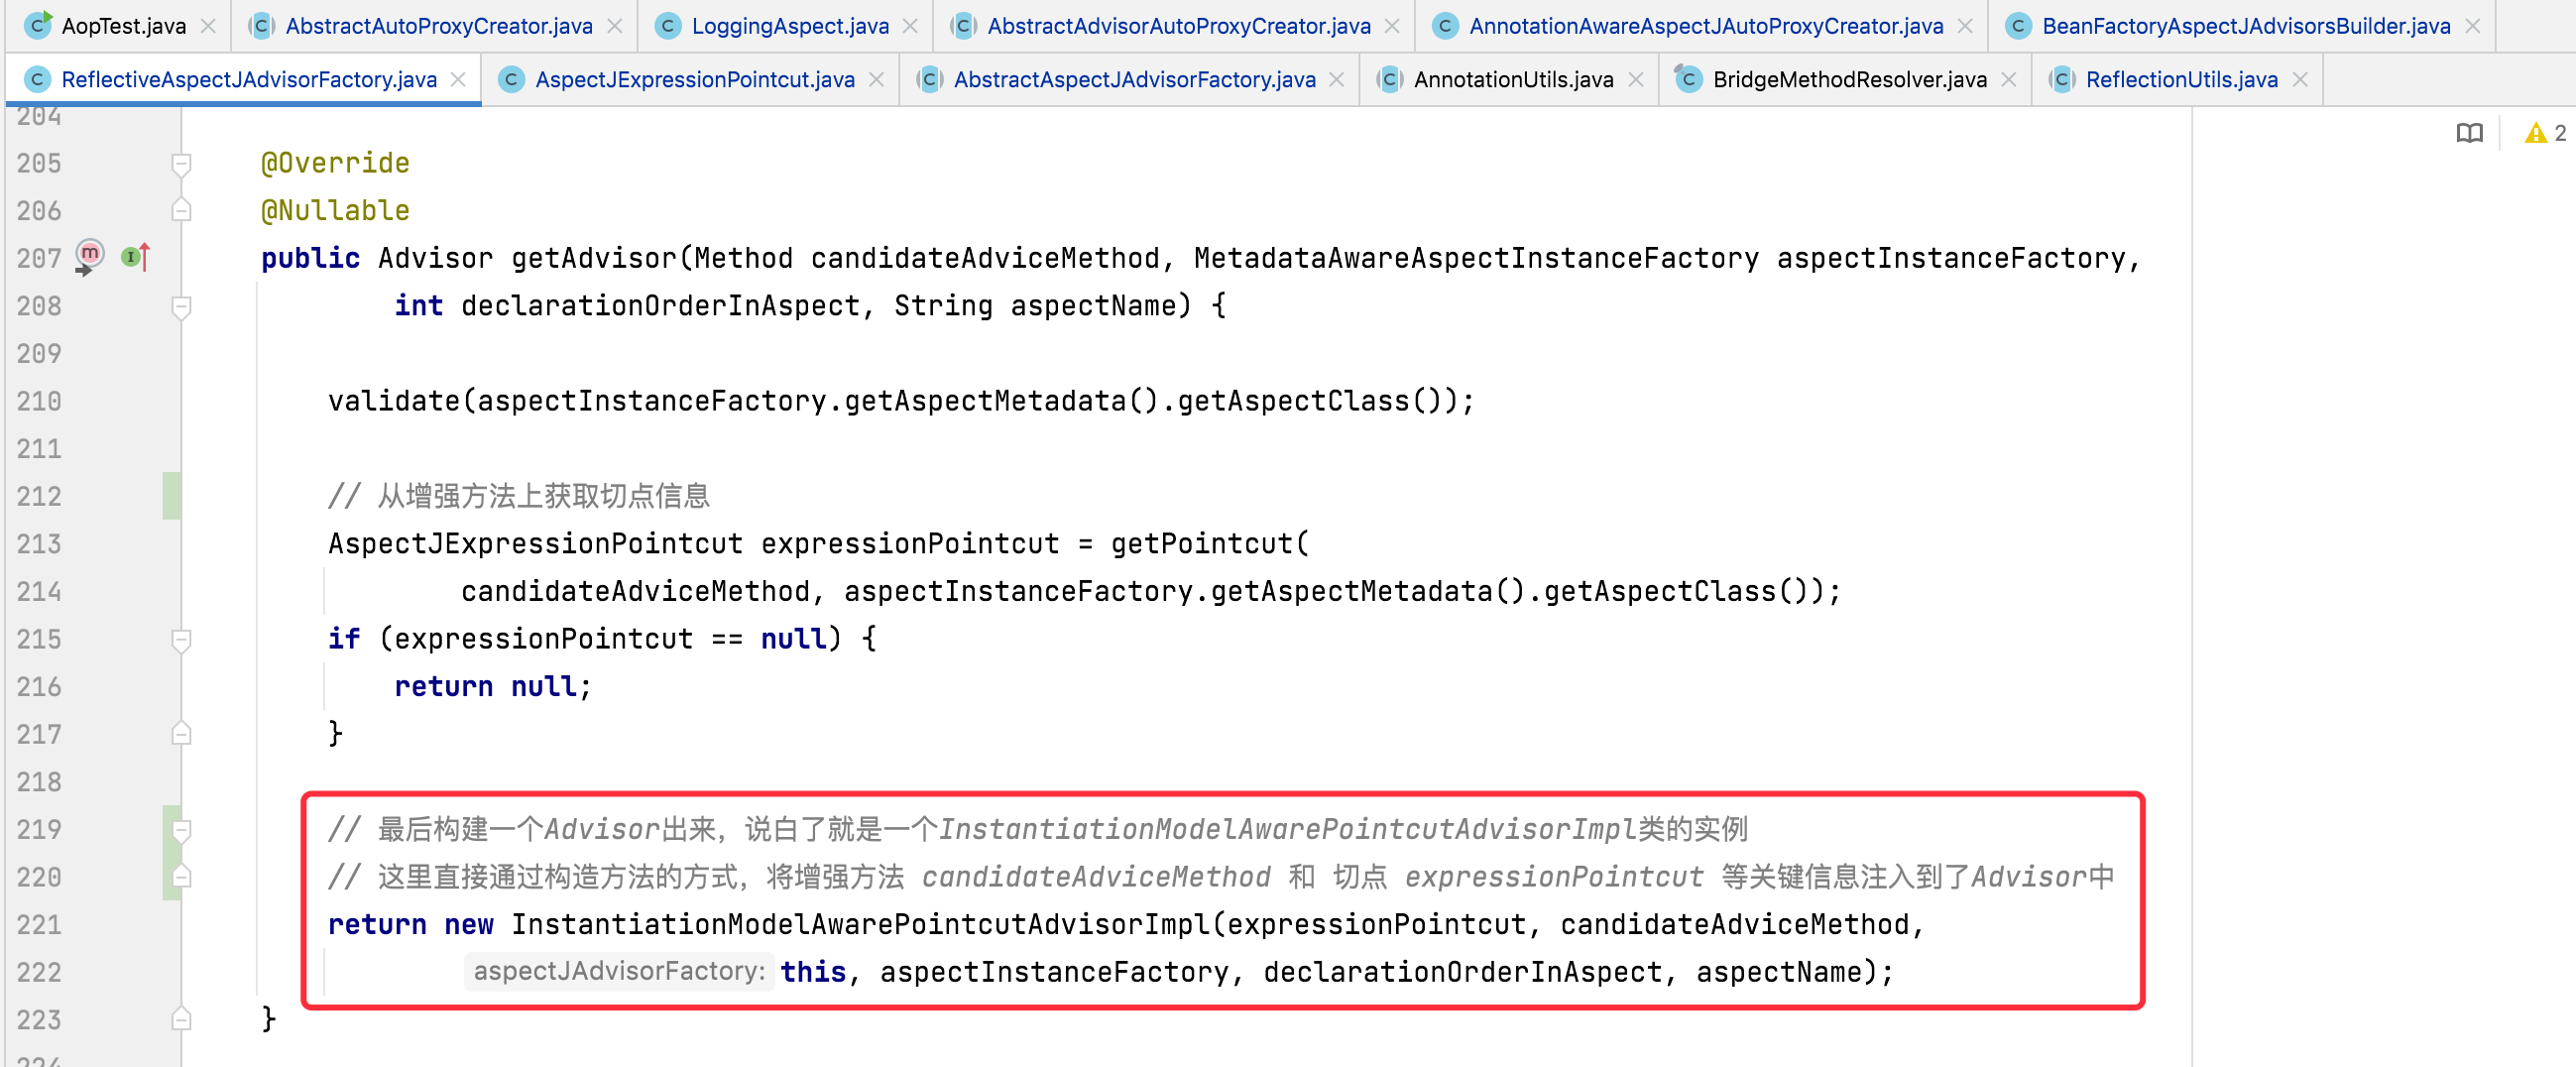 AopTest.java AbstractAutoProxyCreator.java LoggingAspect.java AbstractAdvisorAutoProxyCreator.java AnnotationAwareAspectJAutoProxyCreator.java BeanFactoryAspectJAdvisorsBuilder.java
ReflectiveAspectJAdvisorFactory.java AspectJExpressionPointcut.java AbstractAspectJAdvisorFactory.java AnnotationUtils.java BridgeMethodResolver.java ReflectionUtils.java
204
2
205 @Override
206 @Nullable
207 public Advisor getAdvisor(Method candidateAdviceMethod, MetadataAwareAspectInstanceFactory aspectInstanceFactory,
208 int declarationOrderInAspect, String aspectName) {
209
210 validate(aspectInstanceFactory.getAspectMetadata().getAspectClass());
211
212 // 从增强方法上获取切点信息
213 AspectJExpressionPointcut expressionPointcut = getPointcut(
214 candidateAdviceMethod, aspectInstanceFactory.getAspectMetadata().getAspectClass());
215 if (expressionPointcut == null) {
216 return null;
217 }
218
219 // 最后构建一个Advisor出来，说白了就是一个InstantiationModelAwarePointcutAdvisorImpl类的实例
220 // 这里直接通过构造方法的方式，将增强方法 candidateAdviceMethod 和 切点 expressionPointcut 等关键信息注入到了Advisor中
221 return new InstantiationModelAwarePointcutAdvisorImpl(expressionPointcut, candidateAdviceMethod,
222 aspectJAdvisorFactory: this, aspectInstanceFactory, declarationOrderInAspect, aspectName);
223 }
224